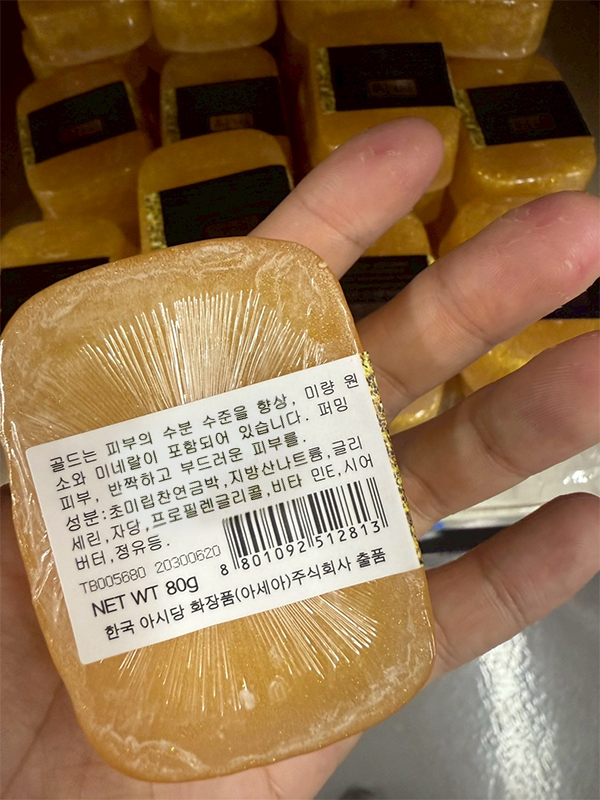 골드는 피부의 수분 수준을 향상, 미량 원
소와 미네랄이 포함되어 있습니다. 퍼밍
피부, 반짝하고 부드러운 피부를.
성분:초미립찬연금박,지방산나트륨,글리
세린,자당,프로필렌글리콜,비타 민E,시어
버터,정유등.
TB005680 20300620
8 801092 512813
NET WT 80g
한국 아시당 화장품(아세아)주식회사 출품